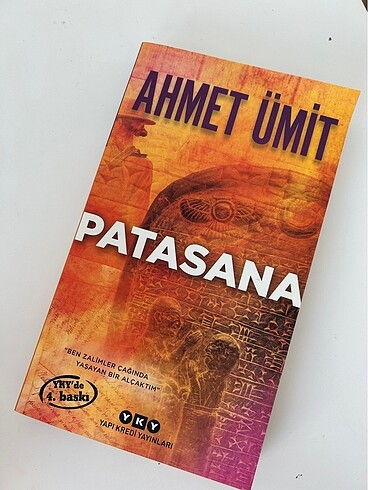 AHMET ÜMİT
PATASANA
"BEN ZALİMLER ÇAĞINDA
YAŞAYAN BİR ALÇAKTIM"
YKY'de
4. baskı
YKY
YAPI KREDİ YAYINLARI